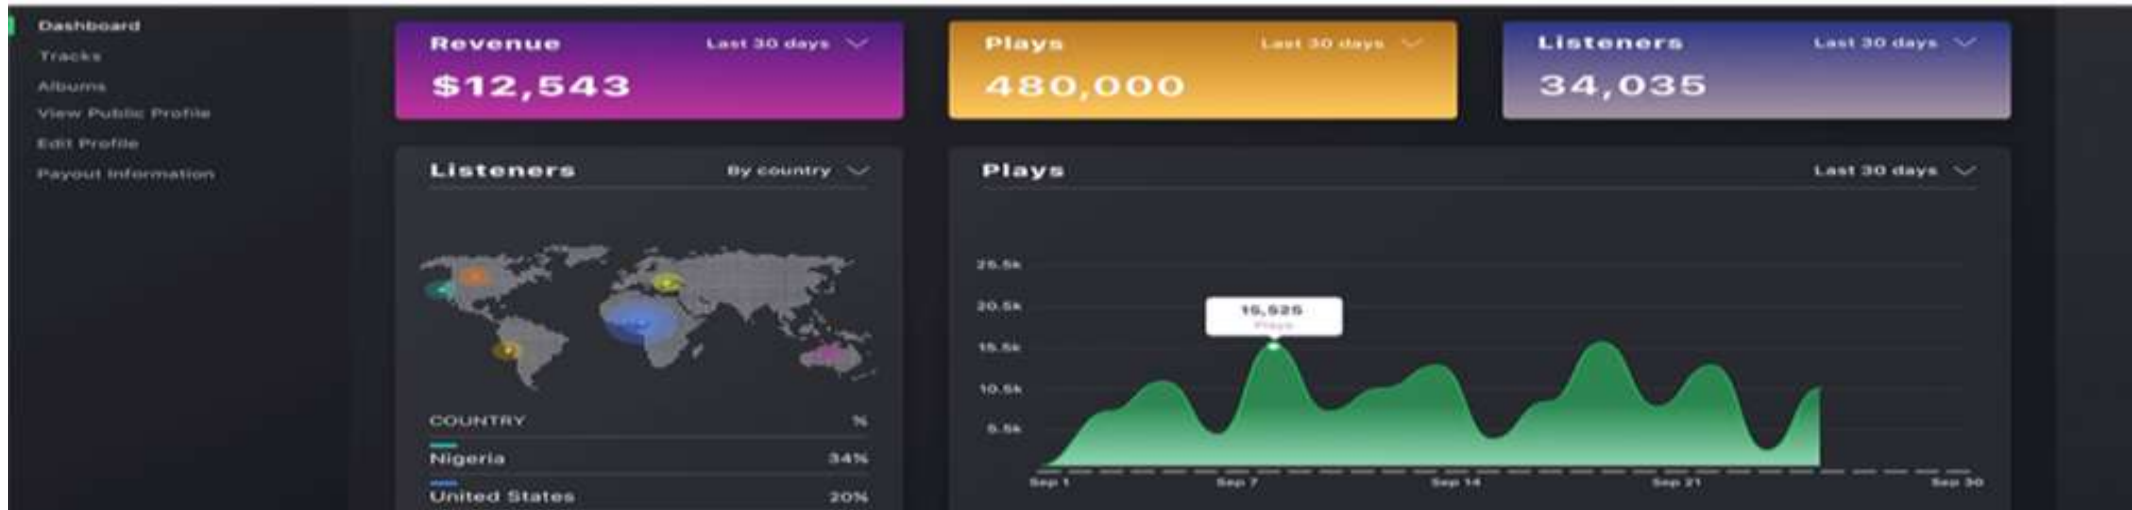 Dashboard
Tracks
Albums
View Public Profile
Edit Profile
Payout Information
Revenue Last 30 days
$12,543
Plays Last 30 days
480,000
Listeners Last 30 days
34,035
Listeners By country
COUNTRY %
Nigeria 34%
United States 20%
Plays Last 30 days
25.5k
20.5k
15.5k
10.5k
5.5k
15,525
Plays
Sep 1 Sep 7 Sep 14 Sep 21 Sep 30